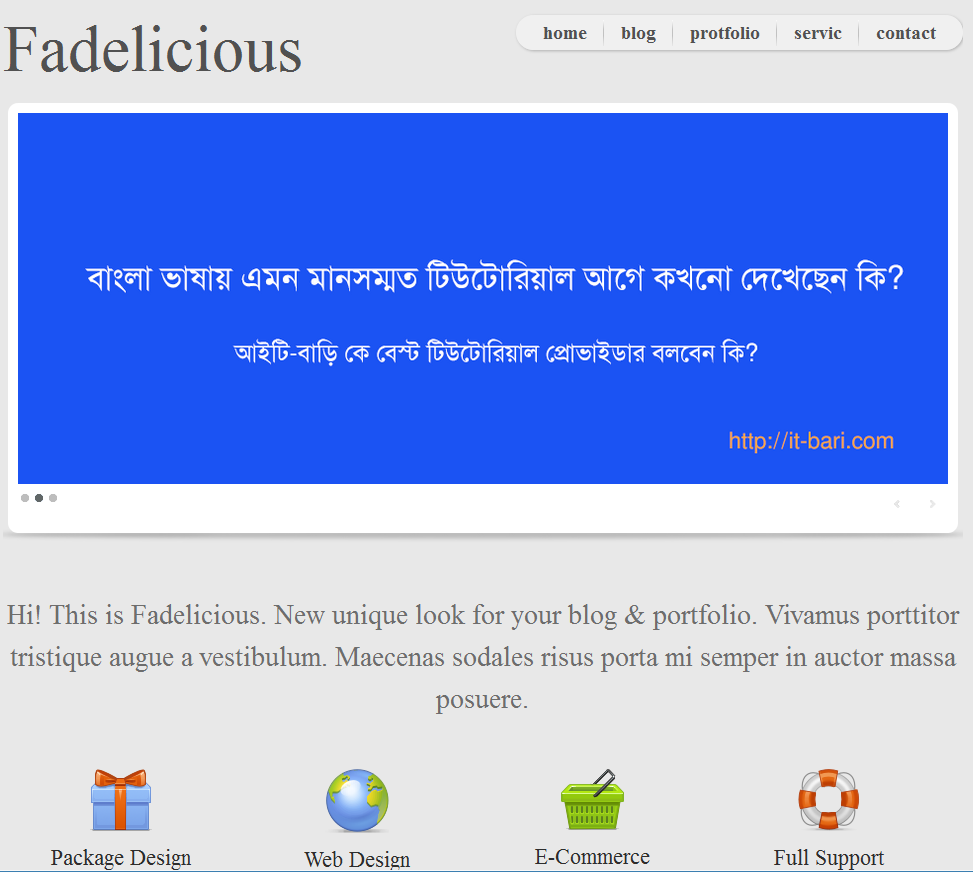 Fadelicious
home
blog
protfolio
servic
contact
বাংলা ভাষায় এমন মানসম্মত টিউটোরিয়াল আগে কখনো দেখেছেন কি?
আইটি-বাড়ি কে বেস্ট টিউটোরিয়াল প্রোভাইডার বলবেন কি?
http://it-bari.com
Hi! This is Fadelicious. New unique look for your blog & portfolio. Vivamus porttitor
tristique augue a vestibulum. Maecenas sodales risus porta mi semper in auctor massa
posuere.
Package Design
Web Design
E-Commerce
Full Support